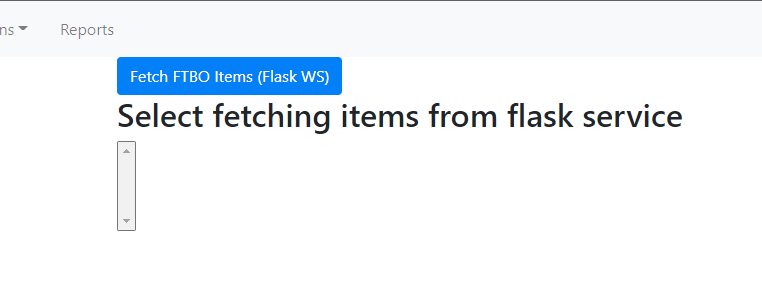 ns Reports
Fetch FTBO Items (Flask WS)
Select fetching items from flask service